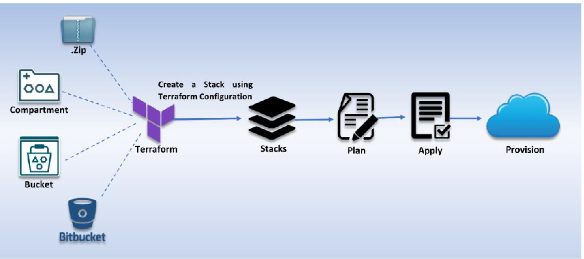 .Zip
Create a Stack using
Terraform Configuration
Compartment
Terraform
Stacks
Plan
Apply
Provision
Bucket
Bitbucket